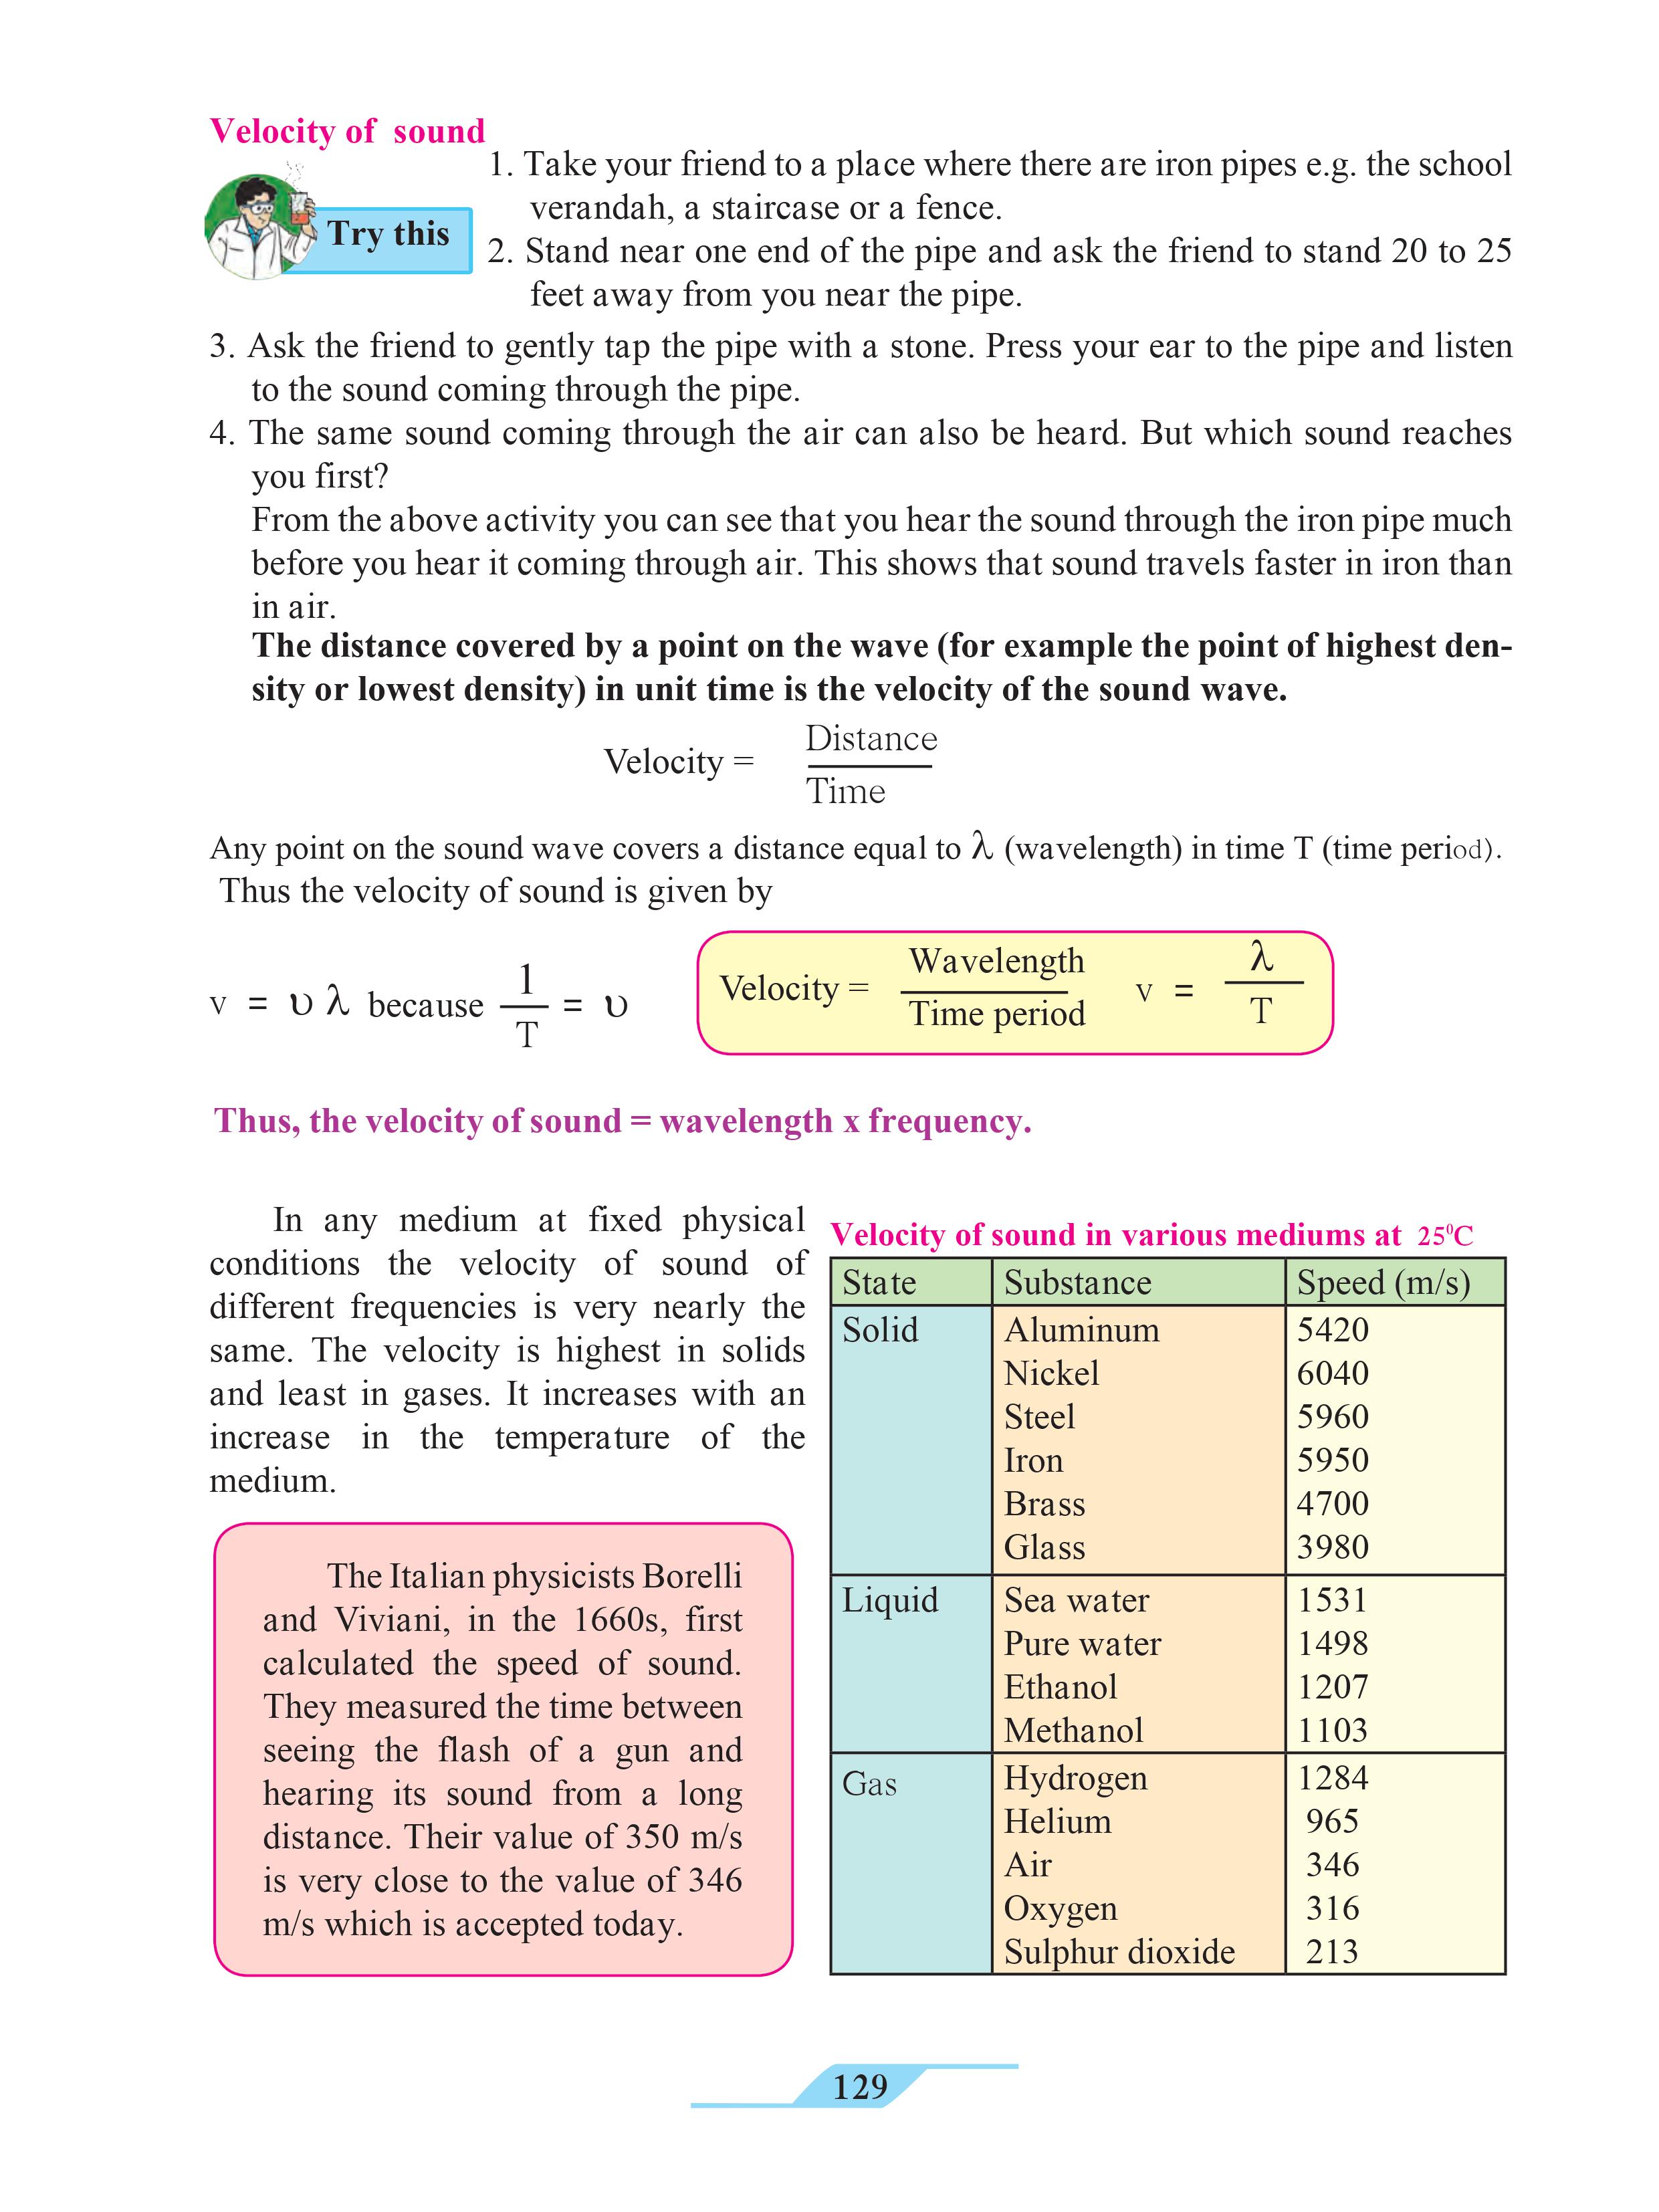 Velocity of sound
Try this
1. Take your friend to a place where there are iron pipes e.g. the school
verandah, a staircase or a fence.
2. Stand near one end of the pipe and ask the friend to stand 20 to 25
feet away from you near the pipe.
3. Ask the friend to gently tap the pipe with a stone. Press your ear to the pipe and listen
to the sound coming through the pipe.
4. The same sound coming through the air can also be heard. But which sound reaches
you first?
From the above activity you can see that you hear the sound through the iron pipe much
before you hear it coming through air. This shows that sound travels faster in iron than
in air.
The distance covered by a point on the wave (for example the point of highest den-
sity or lowest density) in unit time is the velocity of the sound wave.
Velocity = Distance / Time
Any point on the sound wave covers a distance equal to λ (wavelength) in time T (time period).
Thus the velocity of sound is given by
v = υ λ because 1 / T = υ
Velocity = Wavelength / Time period v = λ / T
Thus, the velocity of sound = wavelength x frequency.
In any medium at fixed physical
conditions the velocity of sound of
different frequencies is very nearly the
same. The velocity is highest in solids
and least in gases. It increases with an
increase in the temperature of the
medium.
The Italian physicists Borelli
and Viviani, in the 1660s, first
calculated the speed of sound.
They measured the time between
seeing the flash of a gun and
hearing its sound from a long
distance. Their value of 350 m/s
is very close to the value of 346
m/s which is accepted today.
Velocity of sound in various mediums at 25⁰C
State Substance Speed (m/s)
Solid Aluminum 5420
Nickel 6040
Steel 5960
Iron 5950
Brass 4700
Glass 3980
Liquid Sea water 1531
Pure water 1498
Ethanol 1207
Methanol 1103
Gas Hydrogen 1284
Helium 965
Air 346
Oxygen 316
Sulphur dioxide 213
129